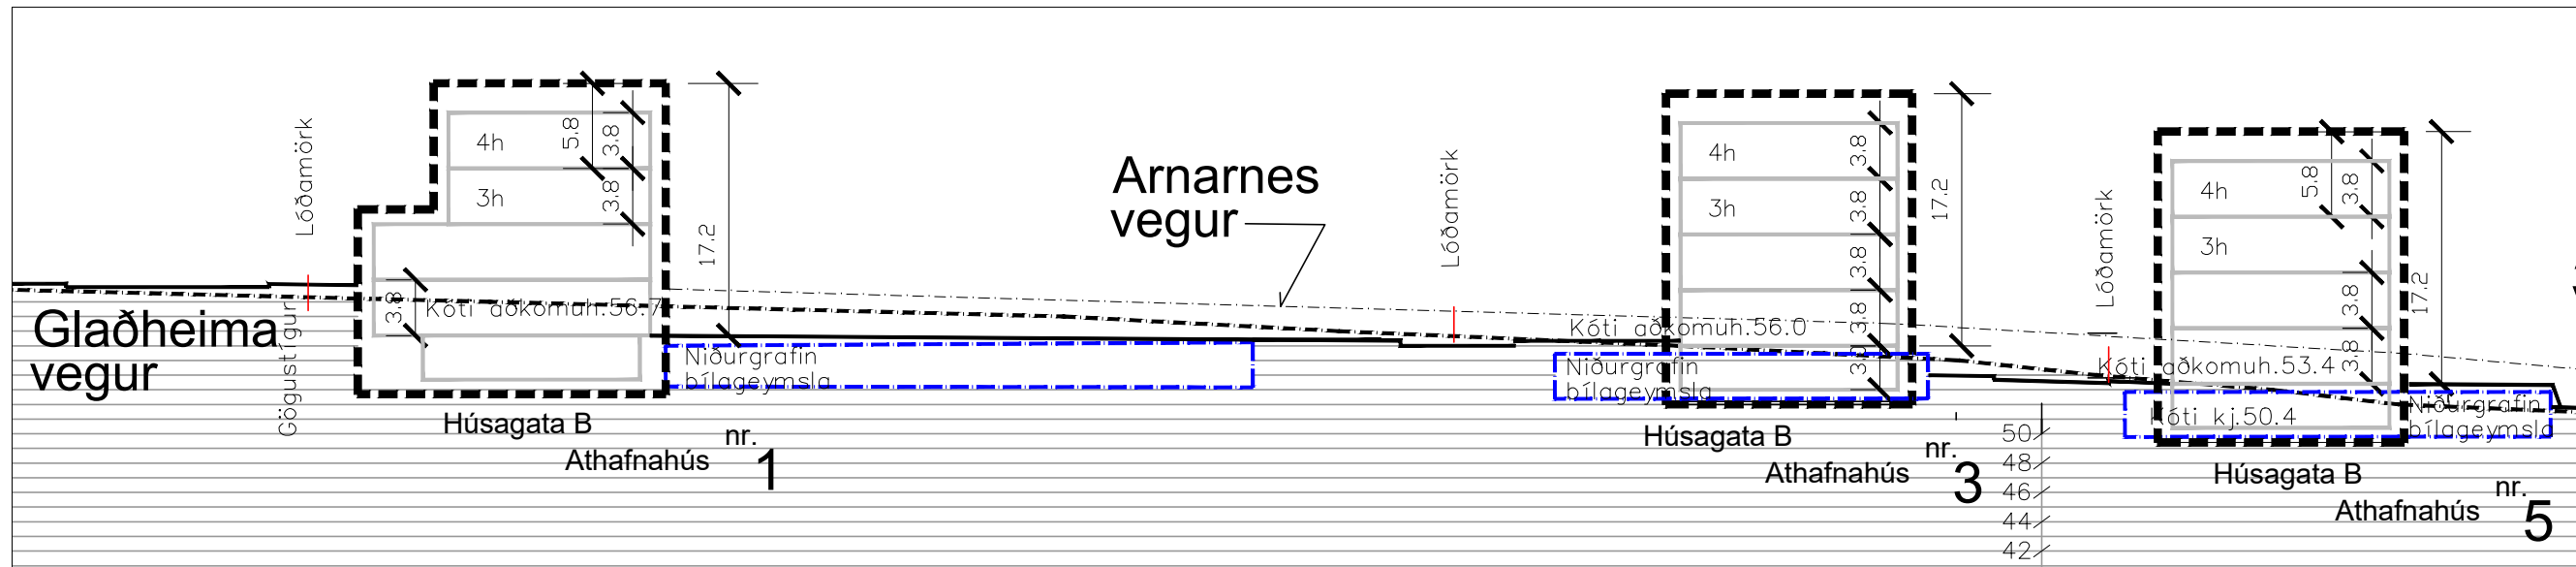 Glaðheima
vegur
Göğustígur
Lóðamörk
4h
3h
5.8
3.8
3.8
3.8
17.2
Kóti aðkomuh.56.7
Niðurgrafin
bílageymsla
Húsagata B
nr.
1
Athafnahús
Arnarnes
vegur
Lóðamörk
4h
3h
3.8
3.8
3.8
3.8
17.2
Kóti aðkomuh.56.0
Niðurgrafin
bílageymsla
Húsagata B
nr.
3
Athafnahús
50
48
46
44
42
Lóðamörk
4h
3h
5.8
3.8
3.8
3.8
17.2
Kóti aðkomuh.53.4
Kóti kj.50.4
Niðurgrafin
bílageymsla
Húsagata B
nr.
5
Athafnahús